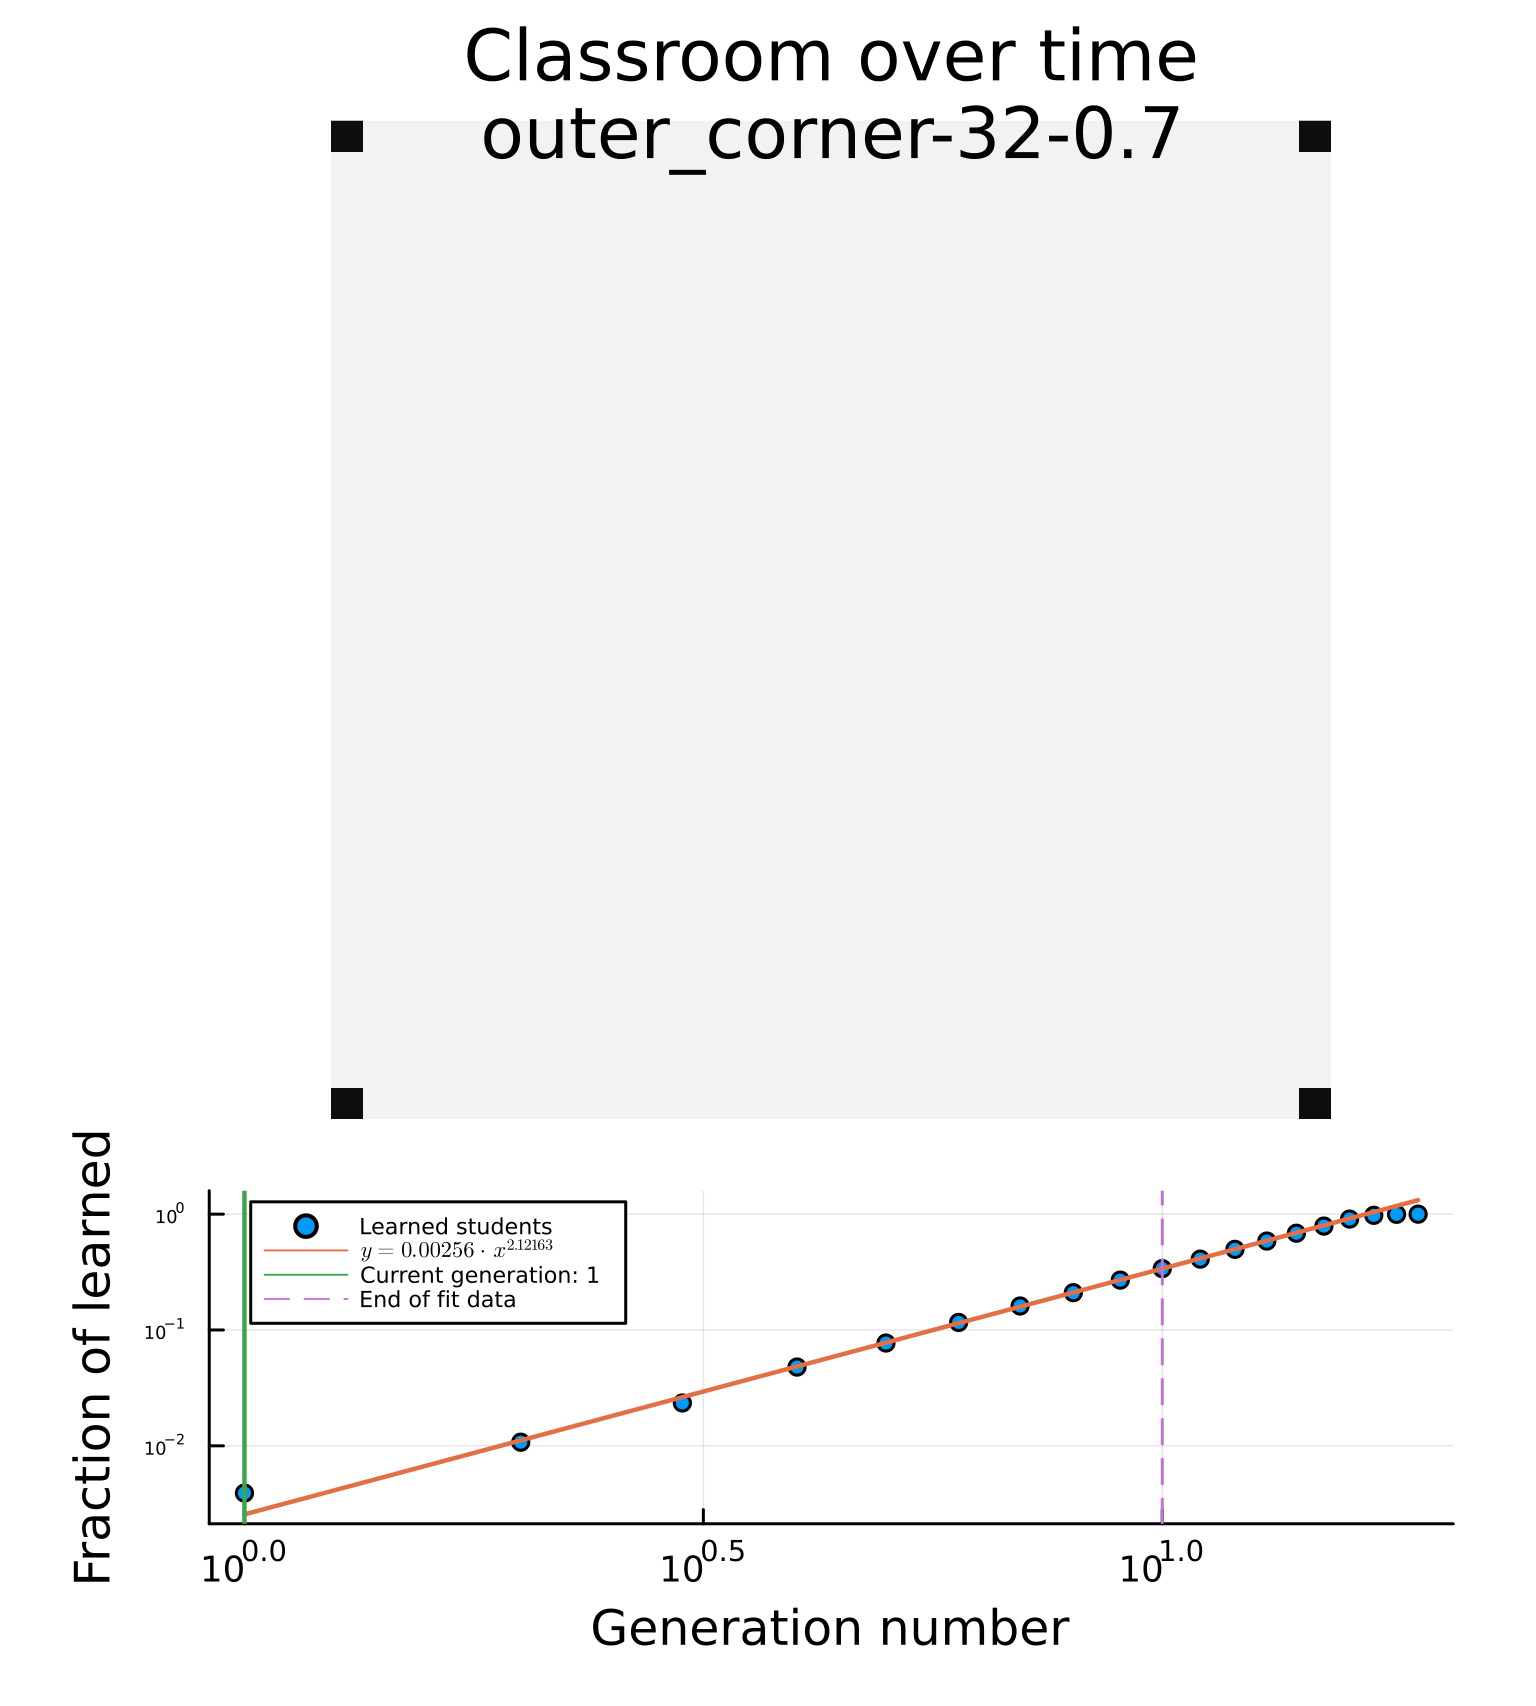 Classroom over time
outer_corner-32-0.7
Fraction of learned
10⁰
10⁻¹
10⁻²
Learned students
y = 0.00256 · x^2.12163
Current generation: 1
End of fit data
10^0.0
10^0.5
10^1.0
Generation number